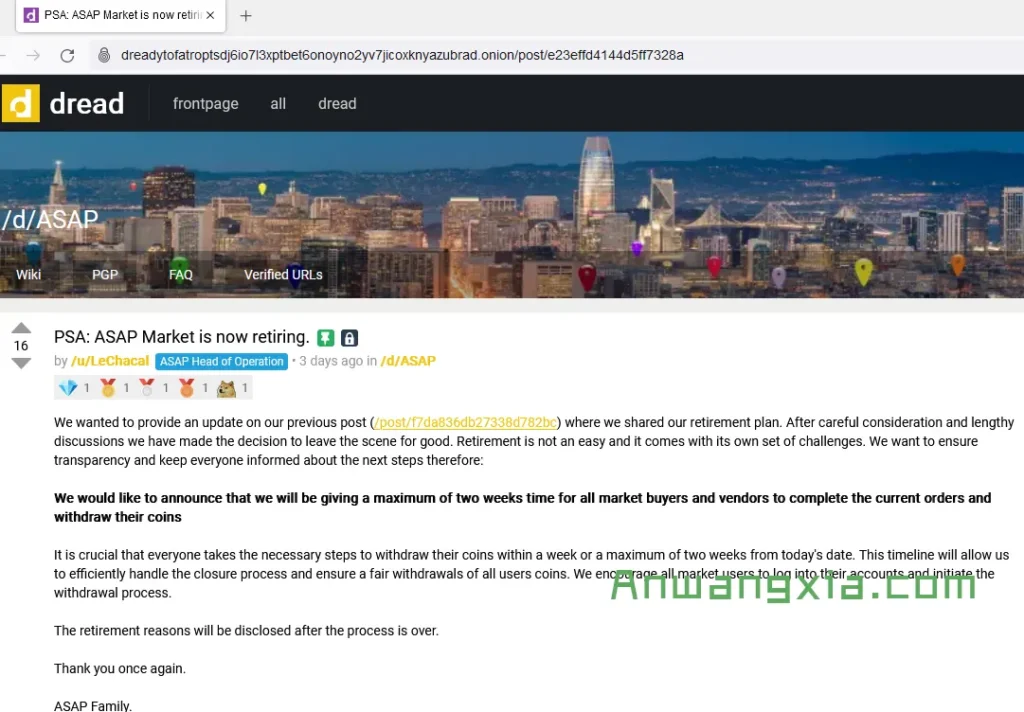 PSA: ASAP Market is now retiri
dreadytofatroptsdj6io7l3xptbet6onoyno2yv7jicoxknyazubrad.onion/post/e23effd4144d5ff7328a
d dread frontpage all dread
/d/ASAP
Wiki PGP FAQ Verified URLs
PSA: ASAP Market is now retiring.
16
by /u/LeChacal ASAP Head of Operation • 3 days ago in /d/ASAP
1 1 1 1 1
We wanted to provide an update on our previous post (/post/f7da836db27338d782bc) where we shared our retirement plan. After careful consideration and lengthy
discussions we have made the decision to leave the scene for good. Retirement is not an easy and it comes with its own set of challenges. We want to ensure
transparency and keep everyone informed about the next steps therefore:
We would like to announce that we will be giving a maximum of two weeks time for all market buyers and vendors to complete the current orders and
withdraw their coins
It is crucial that everyone takes the necessary steps to withdraw their coins within a week or a maximum of two weeks from today's date. This timeline will allow us
to efficiently handle the closure process and ensure a fair withdrawals of all users coins. We encourage all market users to log into their accounts and initiate the
Anwangxia.com
withdrawal process.
The retirement reasons will be disclosed after the process is over.
Thank you once again.
ASAP Family.